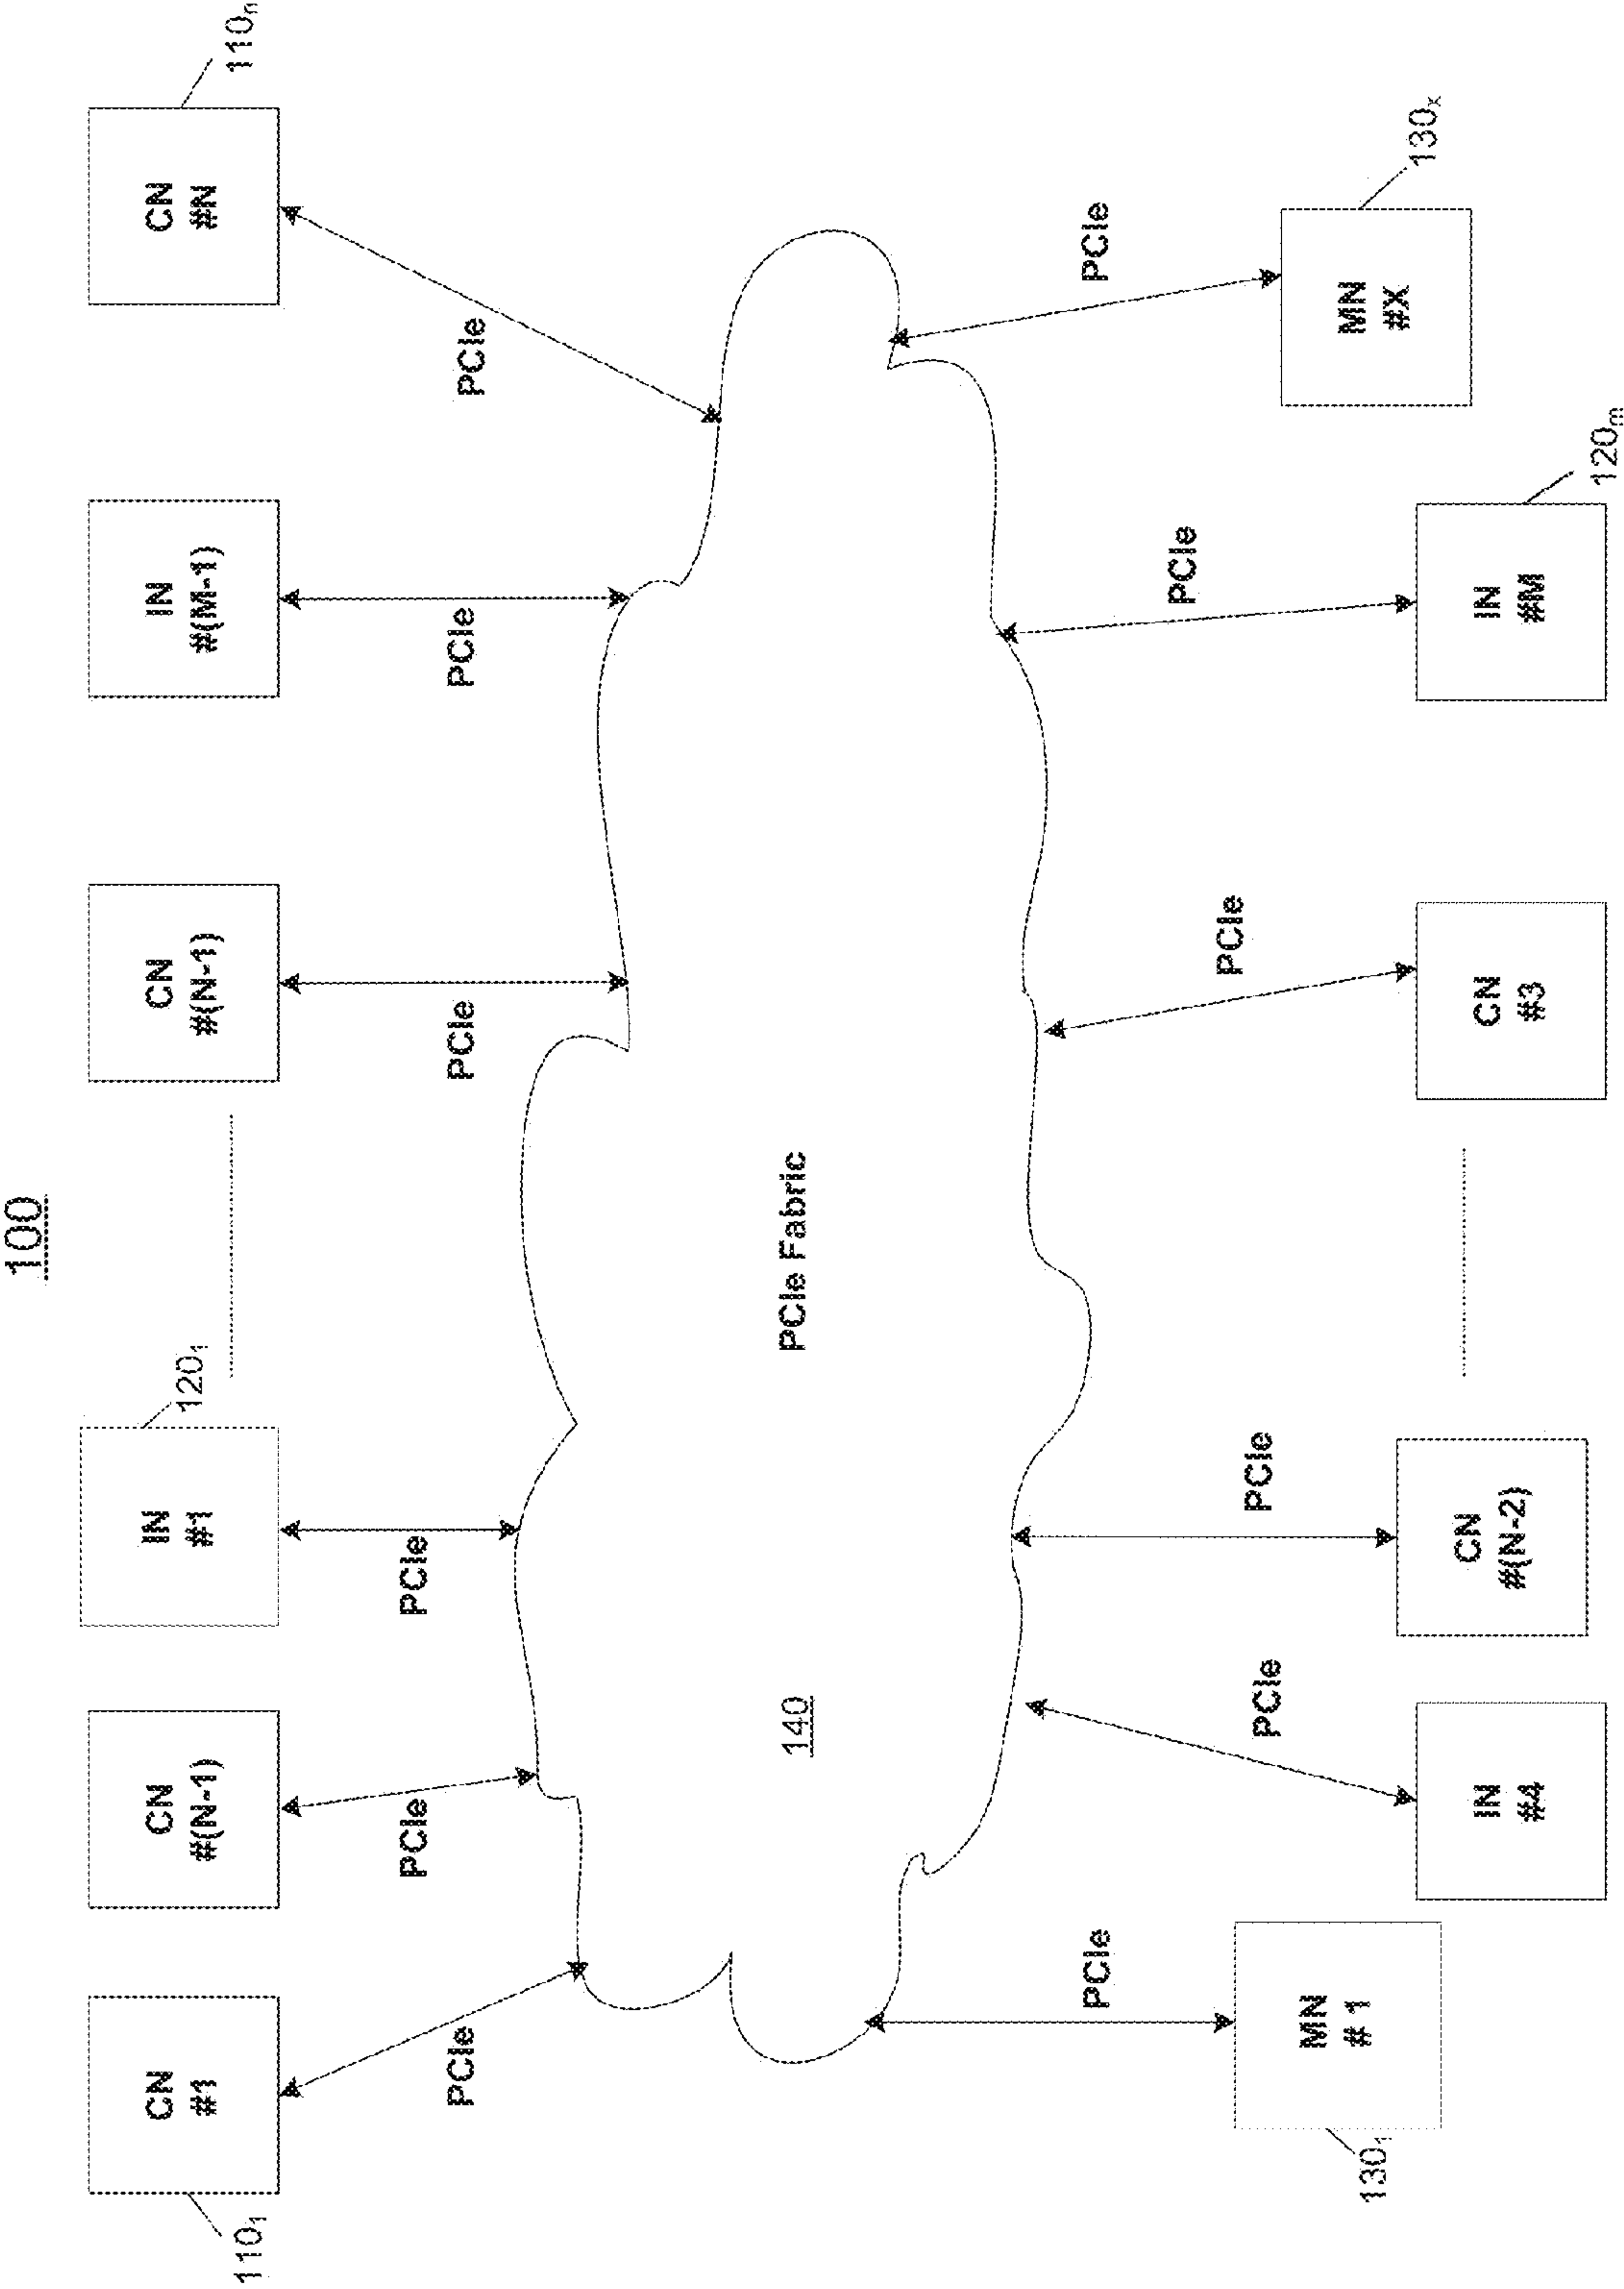 100
110₁
CN
#1
CN
#(N-1)
120₁
IN
#1
CN
#(N-1)
IN
#(M-1)
110ₙ
CN
#N
PCIe
PCIe
PCIe
PCIe
PCIe
PCIe
140
PCIe Fabric
PCIe
PCIe
PCIe
PCIe
PCIe
PCIe
130₁
MN
# 1
IN
#4
CN
#(N-2)
CN
#3
120ₘ
IN
#M
130ₓ
MN
#X